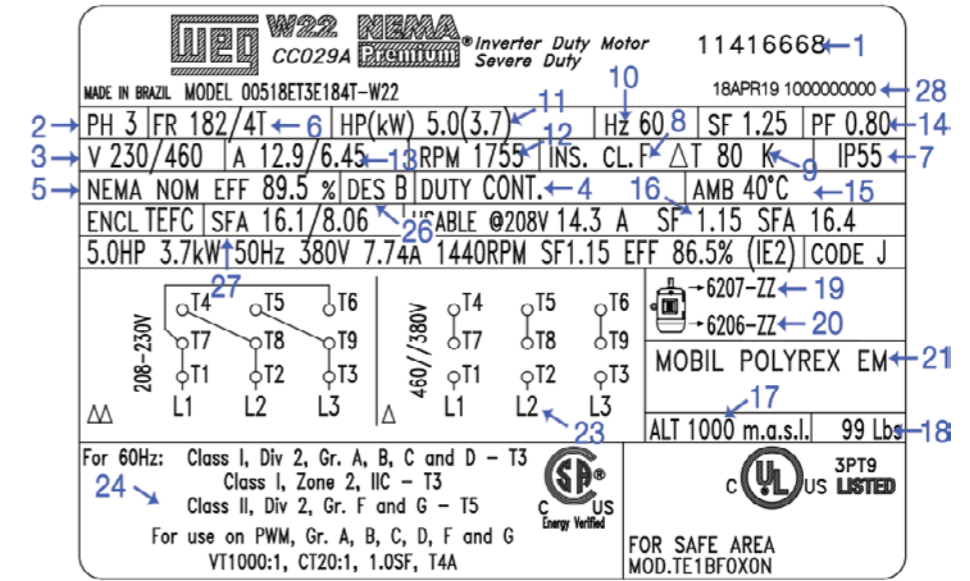 WEG W22 NEMA
CC029A Premium ® Inverter Duty Motor 11416668 1
Severe Duty
10
MADE IN BRAZIL MODEL 00518ET3E184T-W22 18APR19 1000000000 28
11
2 PH 3 FR 182/4T 6 HP(kW) 5.0(3.7) Hz 60 SF 1.25 PF 0.80 14
12 8
3 V 230/460 A 12.9/6.45 13 RPM 1755 INS. CL.F ΔT 80 K 9 IP55 7
5 NEMA NOM EFF 89.5 % DES B DUTY CONT. 4 16 AMB 40°C 15
ENCL TEFC SFA 16.1/8.06 26 USABLE @208V 14.3 A SF 1.15 SFA 16.4
5.0HP 3.7kW 50Hz 380V 7.74A 1440RPM SF1.15 EFF 86.5% (IE2) CODE J
27
T4 T5 T6 T4 T5 T6 6207-ZZ 19
208-230V T7 T8 T9 460//380V T7 T8 T9 6206-ZZ 20
T1 T2 T3 T1 T2 T3 MOBIL POLYREX EM 21
ΔΔ L1 L2 L3 Δ L1 L2 L3 17
23 ALT 1000 m.a.s.l. 99 Lbs 18
For 60Hz: Class I, Div 2, Gr. A, B, C and D - T3
Class I, Zone 2, IIC - T3
24 Class II, Div 2, Gr. F and G - T5
For use on PWM, Gr. A, B, C, D, F and G
VT1000:1, CT20:1, 1.0SF, T4A
SA ®
C US
Energy Verified
UL ®
C US 3PT9
LISTED
FOR SAFE AREA
MOD.TE1BF0X0N